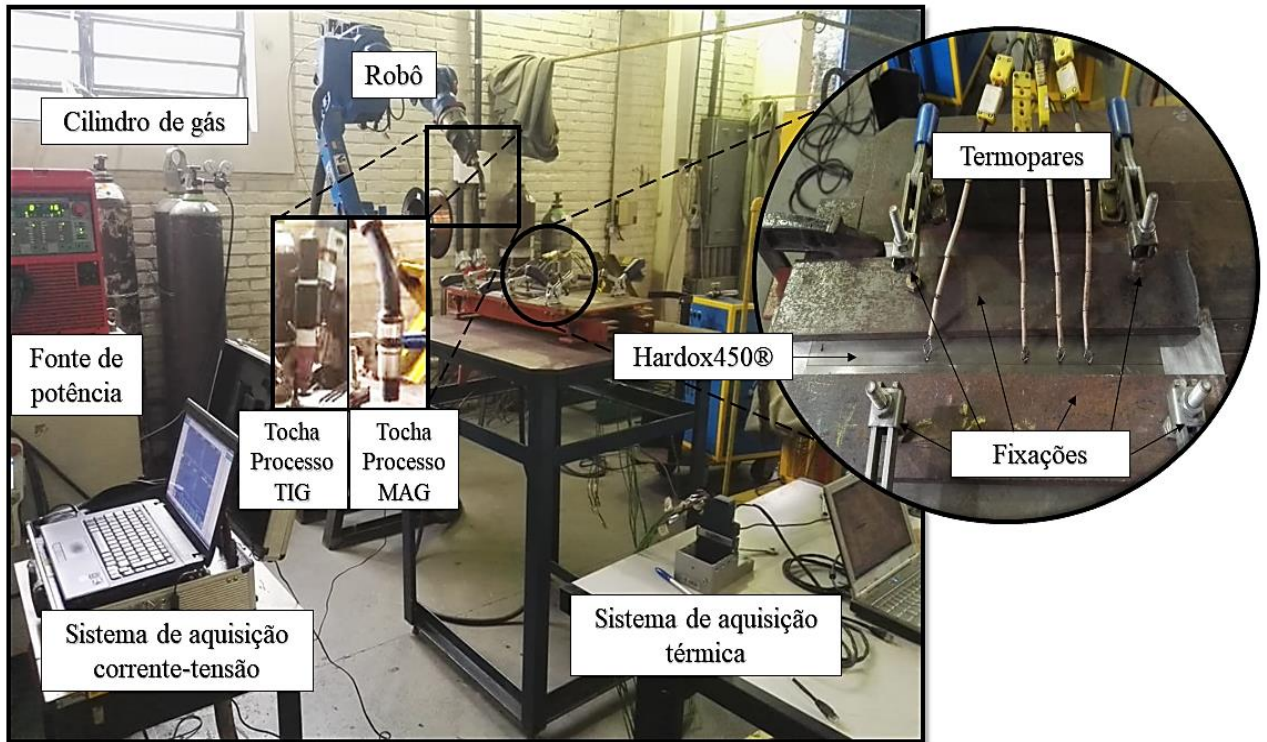 Robô
Cilindro de gás
Termopares
Fonte de
potência
Hardox450®
Tocha
Processo
TIG
Tocha
Processo
MAG
Fixações
Sistema de aquisição
corrente-tensão
Sistema de aquisição
térmica